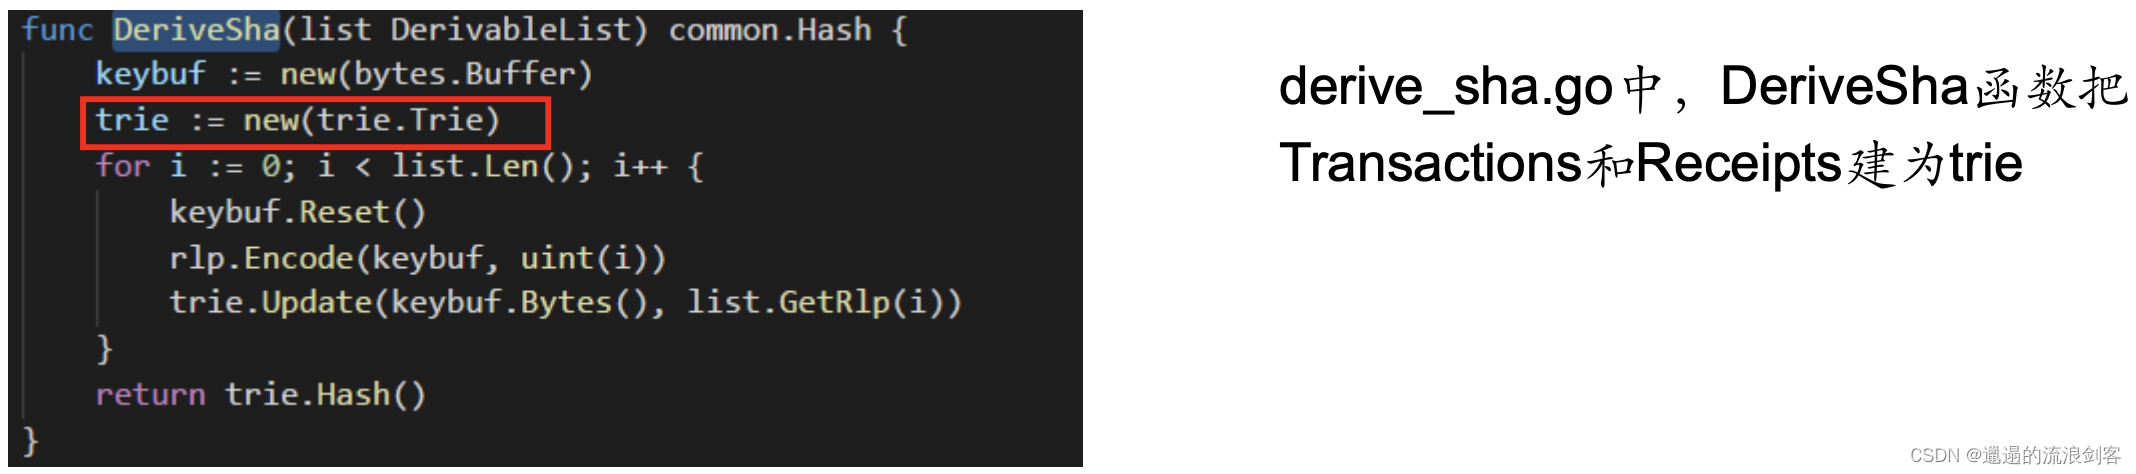 func DeriveSha(list DerivableList) common.Hash {
keybuf := new(bytes.Buffer)
trie := new(trie.Trie)
for i := 0; i < list.Len(); i++ {
keybuf.Reset()
rlp.Encode(keybuf, uint(i))
trie.Update(keybuf.Bytes(), list.GetRlp(i))
}
return trie.Hash()
}
derive_sha.go中，DeriveSha函数把
Transactions和Receipts建为trie
CSDN @邋遢的流浪剑客